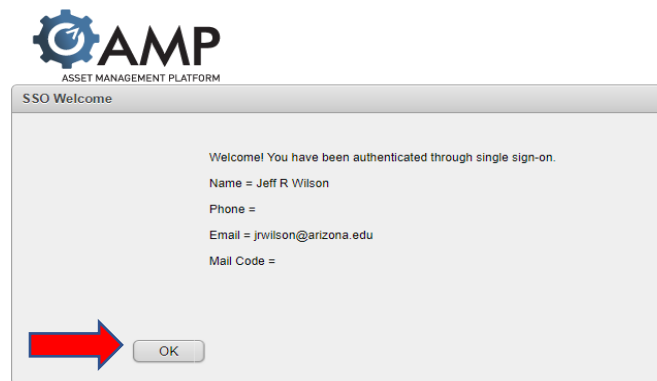 AMP
ASSET MANAGEMENT PLATFORM
SSO Welcome
Welcome! You have been authenticated through single sign-on.
Name = Jeff R Wilson
Phone =
Email = jrwilson@arizona.edu
Mail Code =
OK